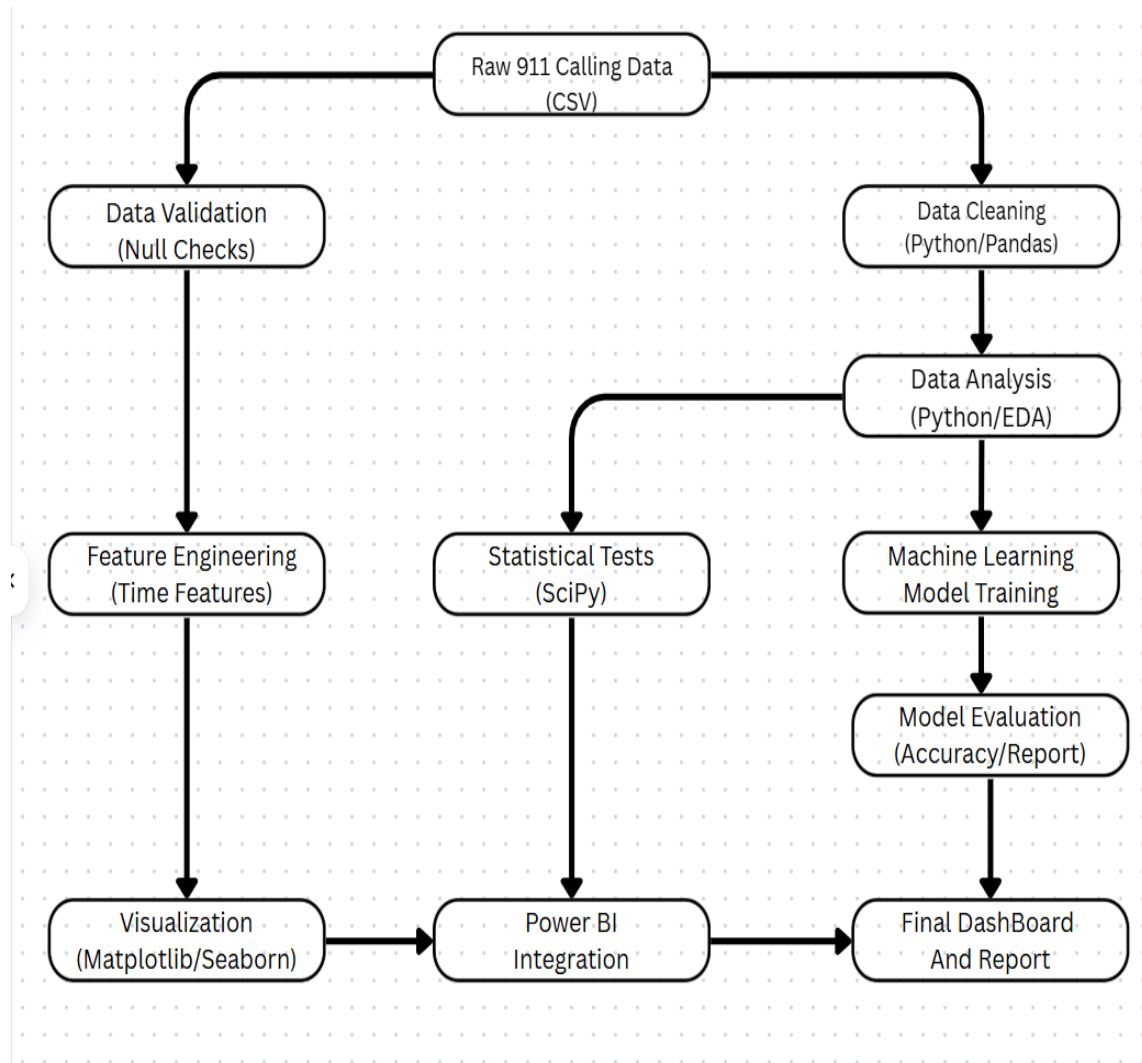 Raw 911 Calling Data
(CSV)
Data Validation
(Null Checks)
Data Cleaning
(Python/Pandas)
Data Analysis
(Python/EDA)
Feature Engineering
(Time Features)
Statistical Tests
(SciPy)
Machine Learning
Model Training
Model Evaluation
(Accuracy/Report)
Visualization
(Matplotlib/Seaborn)
Power BI
Integration
Final DashBoard
And Report